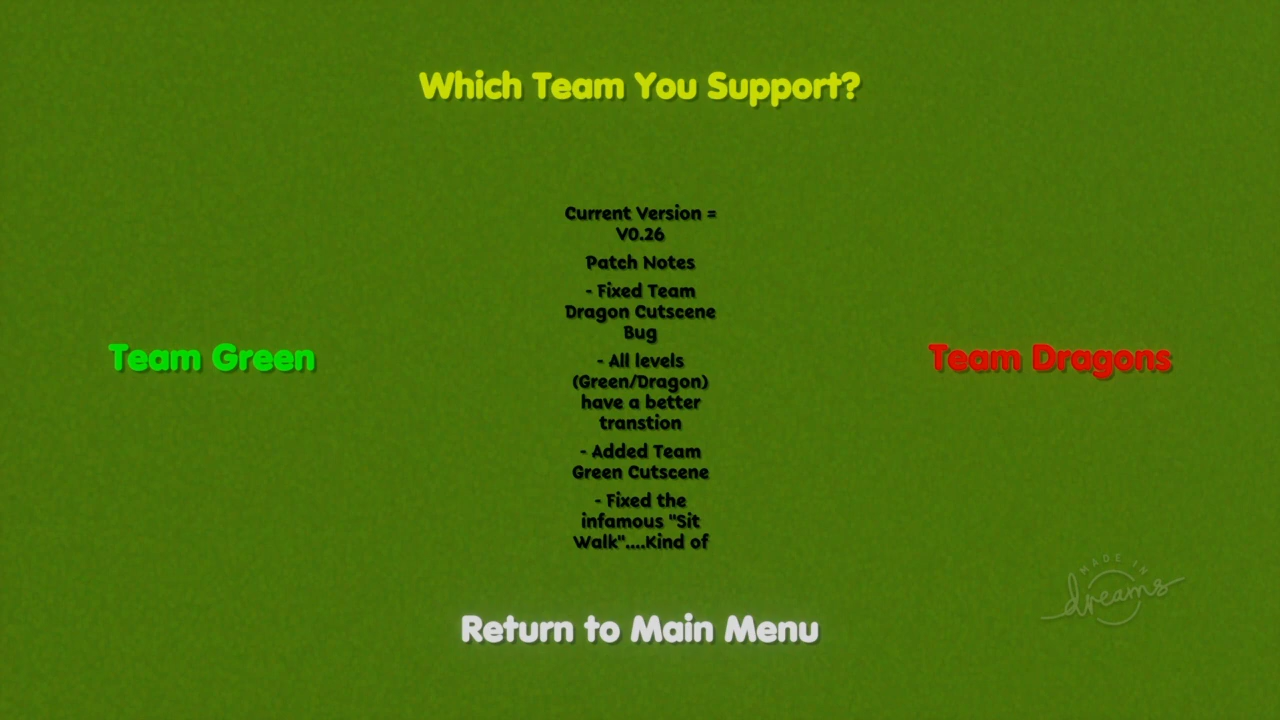 Which Team You Support?
Current Version =
V0.26
Patch Notes
- Fixed Team
Dragon Cutscene
Bug
- All levels
(Green/Dragon)
have a better
transtion
- Added Team
Green Cutscene
- Fixed the
infamous "Sit
Walk"....Kind of
Team Green
Team Dragons
Return to Main Menu
MADE IN
dreams